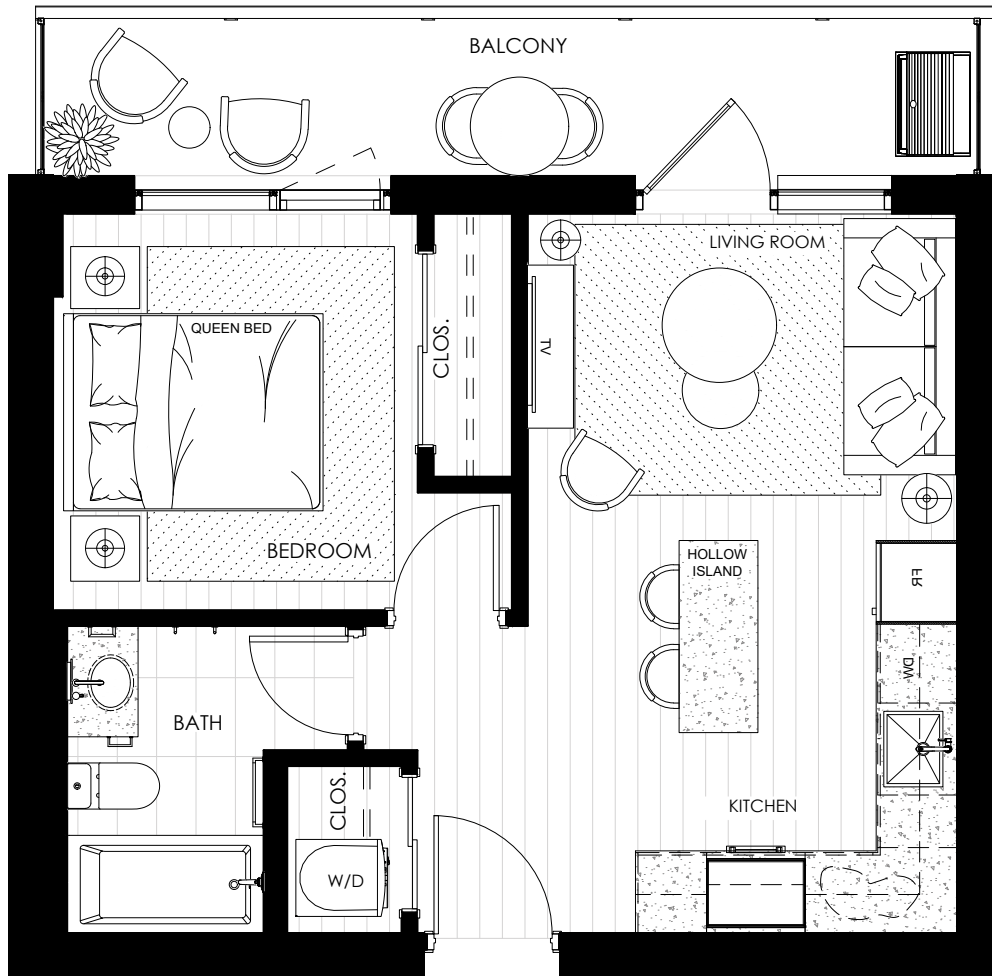 BALCONY
LIVING ROOM
QUEEN BED
CLOS.
TV
BEDROOM
HOLLOW
ISLAND
FR
DW
BATH
CLOS.
KITCHEN
W/D